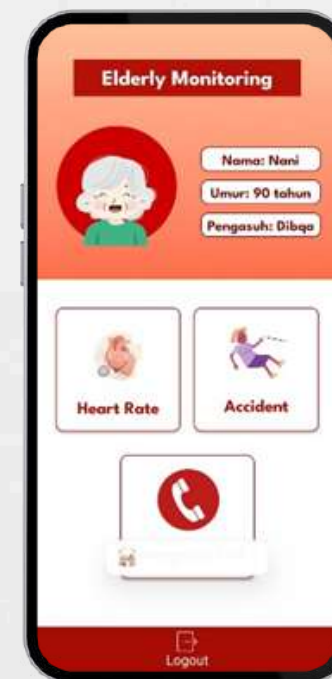 Elderly Monitoring
Nama: Nani
Umur: 90 tahun
Pengasuh: Dibqa
Heart Rate
Accident
Logout